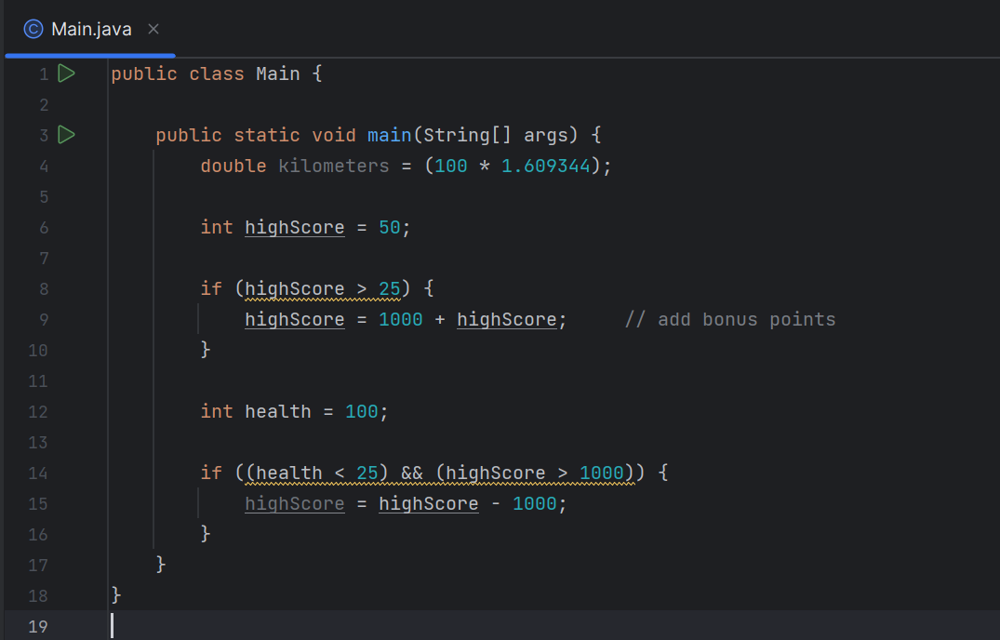 C Main.java ×
1 public class Main {
2
3     public static void main(String[] args) {
4         double kilometers = (100 * 1.609344);
5
6         int highScore = 50;
7
8         if (highScore > 25) {
9             highScore = 1000 + highScore;     // add bonus points
10         }
11
12         int health = 100;
13
14         if ((health < 25) && (highScore > 1000)) {
15             highScore = highScore - 1000;
16         }
17     }
18 }
19